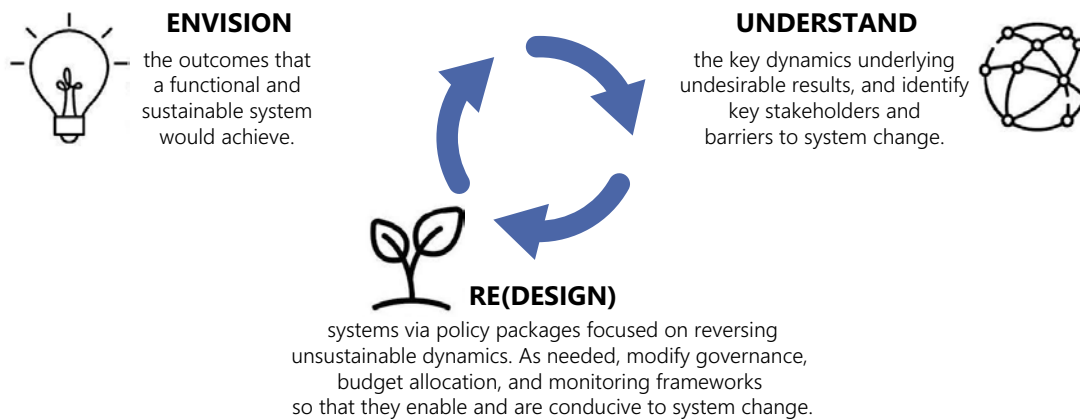 ENVISION
the outcomes that
a functional and
sustainable system
would achieve.
UNDERSTAND
the key dynamics underlying
undesirable results, and identify
key stakeholders and
barriers to system change.
RE(DESIGN)
systems via policy packages focused on reversing
unsustainable dynamics. As needed, modify governance,
budget allocation, and monitoring frameworks
so that they enable and are conducive to system change.